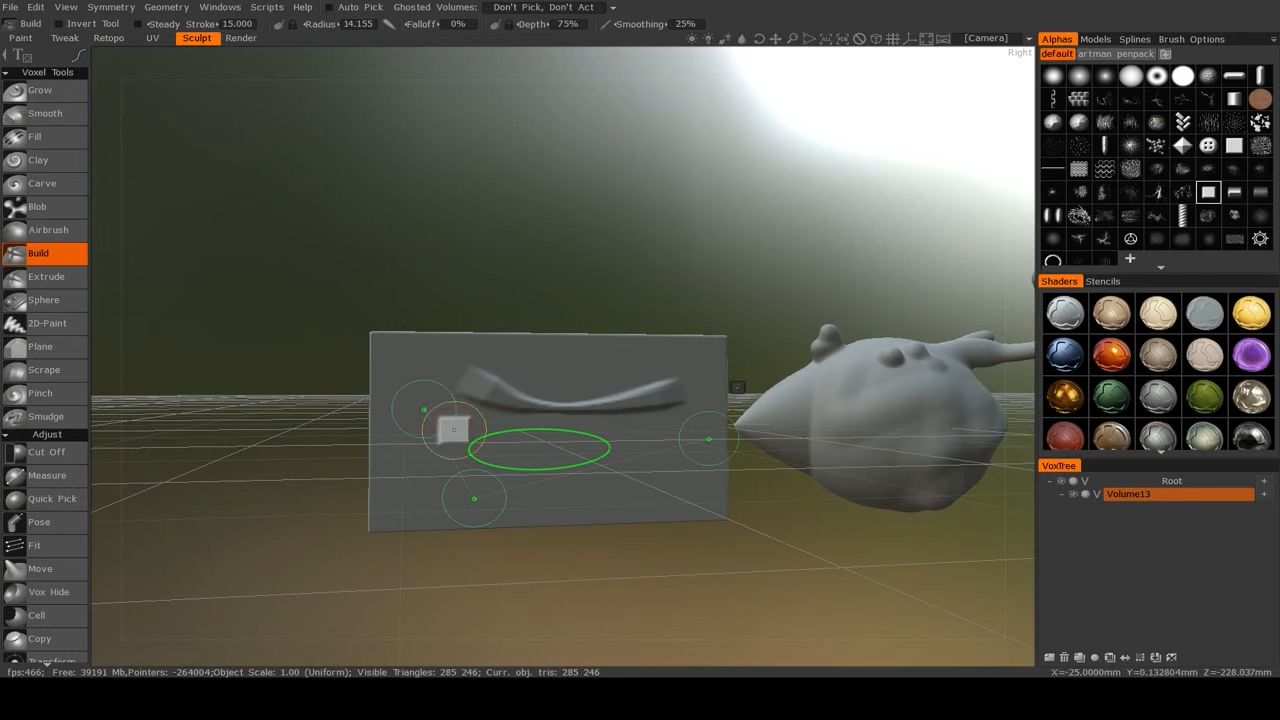 File Edit View Symmetry Geometry Windows Scripts Help Auto Pick Ghosted Volumes: Don't Pick, Don't Act
Build Invert Tool Steady Stroke 15.000 Radius 14.155 Falloff 0% Depth 75% Smoothing 25%
Paint Tweak Retopo UV Sculpt Render [Camera]
Right
Voxel Tools
Grow
Smooth
Fill
Clay
Carve
Blob
Airbrush
Build
Extrude
Sphere
2D-Paint
Plane
Scrape
Pinch
Smudge
Adjust
Cut Off
Measure
Quick Pick
Pose
Fit
Move
Vox Hide
Cell
Copy
Transform
Alphas Models Splines Brush Options
default artman penpack
Shaders Stencils
VoxTree
V Root +
V Volume13 +
fps:466; Free: 39191 Mb,Pointers: -264004;Object Scale: 1.00 (Uniform); Visible Triangles: 285 246; Curr. obj. tris: 285 246
X=-25.0000mm Y=0.132804mm Z=-228.037mm